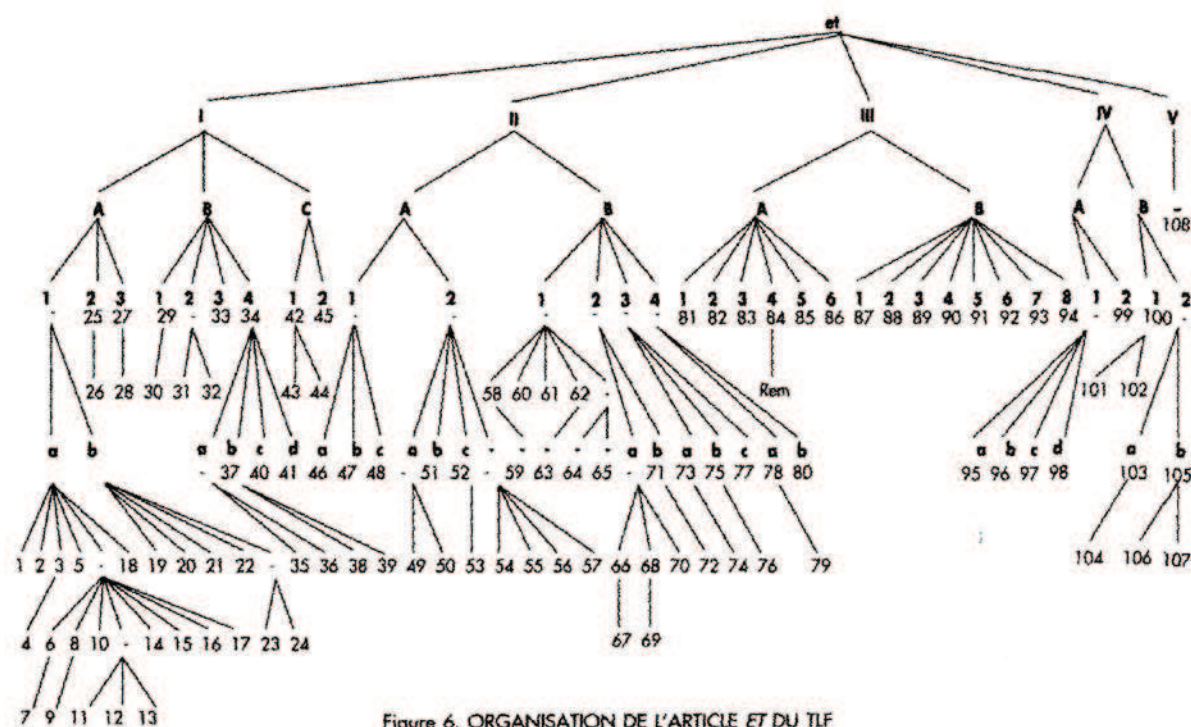 et
I II III IV V
A B C A B A B A B -
108
1 2 3 1 2 3 4 1 2 1 2 1 2 3 4 1 2 3 4 5 6 1 2 3 4 5 6 7 8 1 2 1 2
- 25 27 29 - 33 34 42 45 - - - - - - 81 82 83 84 85 86 87 88 89 90 91 92 93 94 - 99 100 -
26 28 30 31 32 43 44 58 60 61 62 - Rem 101 102
a b a b c d a b c a b c - - - - - a b a b c a b a b c d a b
- 37 40 41 46 47 48 - 51 52 - 59 63 64 65 - 71 73 75 77 78 80 95 96 97 98 103 105
1 2 3 5 - 18 19 20 21 22 - 35 36 38 39 49 50 53 54 55 56 57 66 68 70 72 74 76 79 104 106 107
4 6 8 10 - 14 15 16 17 23 24 67 69
7 9 11 12 13
Figure 6. ORGANISATION DE L'ARTICLE ET DU TLF